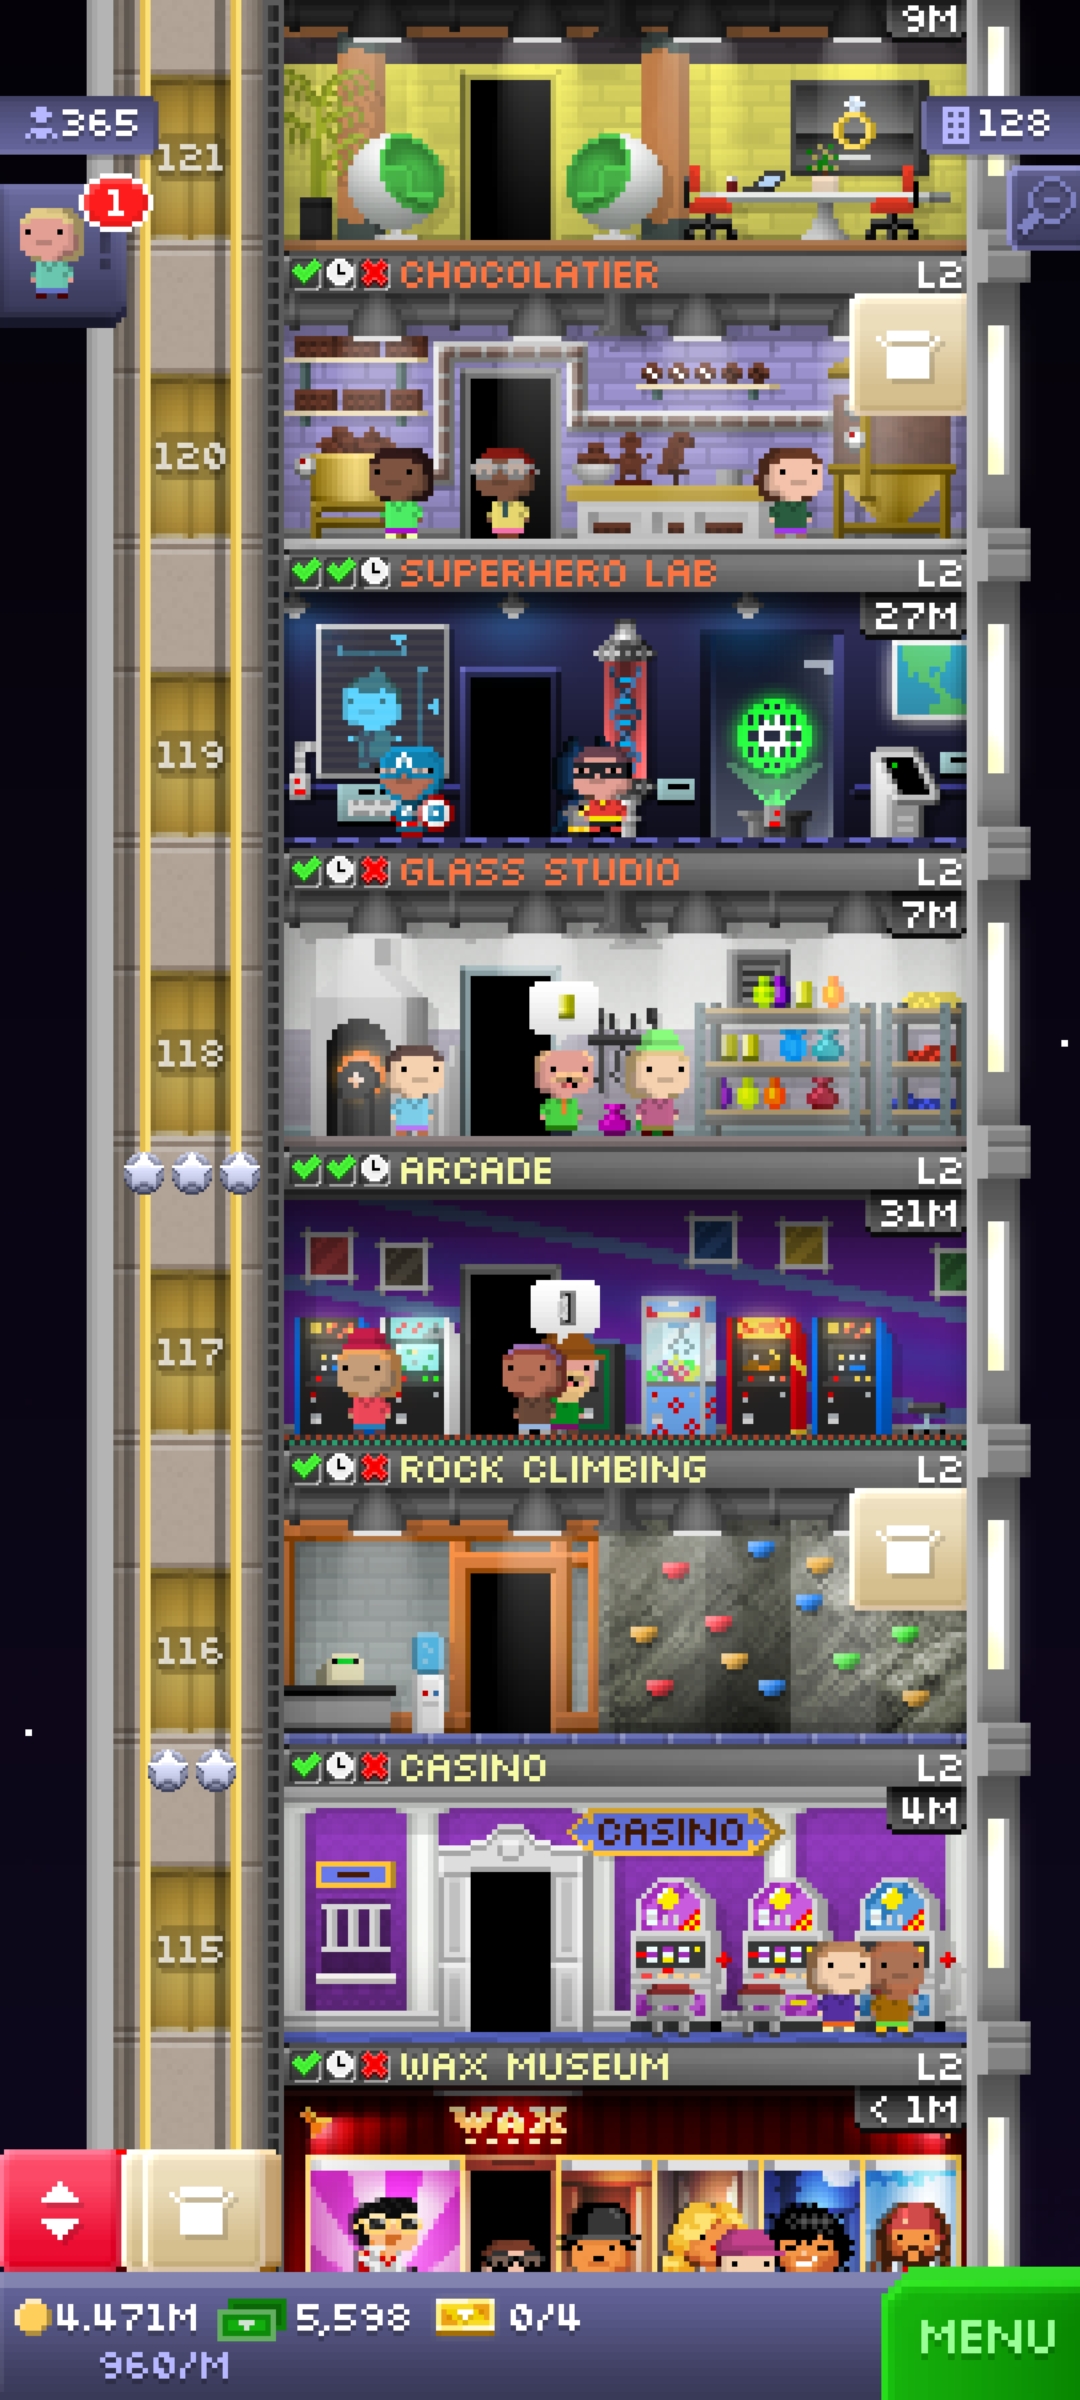 9M
365
128
121
1
CHOCOLATIER L2
120
SUPERHERO LAB L2
27M
119
GLASS STUDIO L2
7M
118
ARCADE L2
31M
117
ROCK CLIMBING L2
116
CASINO L2
4M
CASINO
115
WAX MUSEUM L2
< 1M
WAX
4.471M 5,598 0/4
960/M
MENU